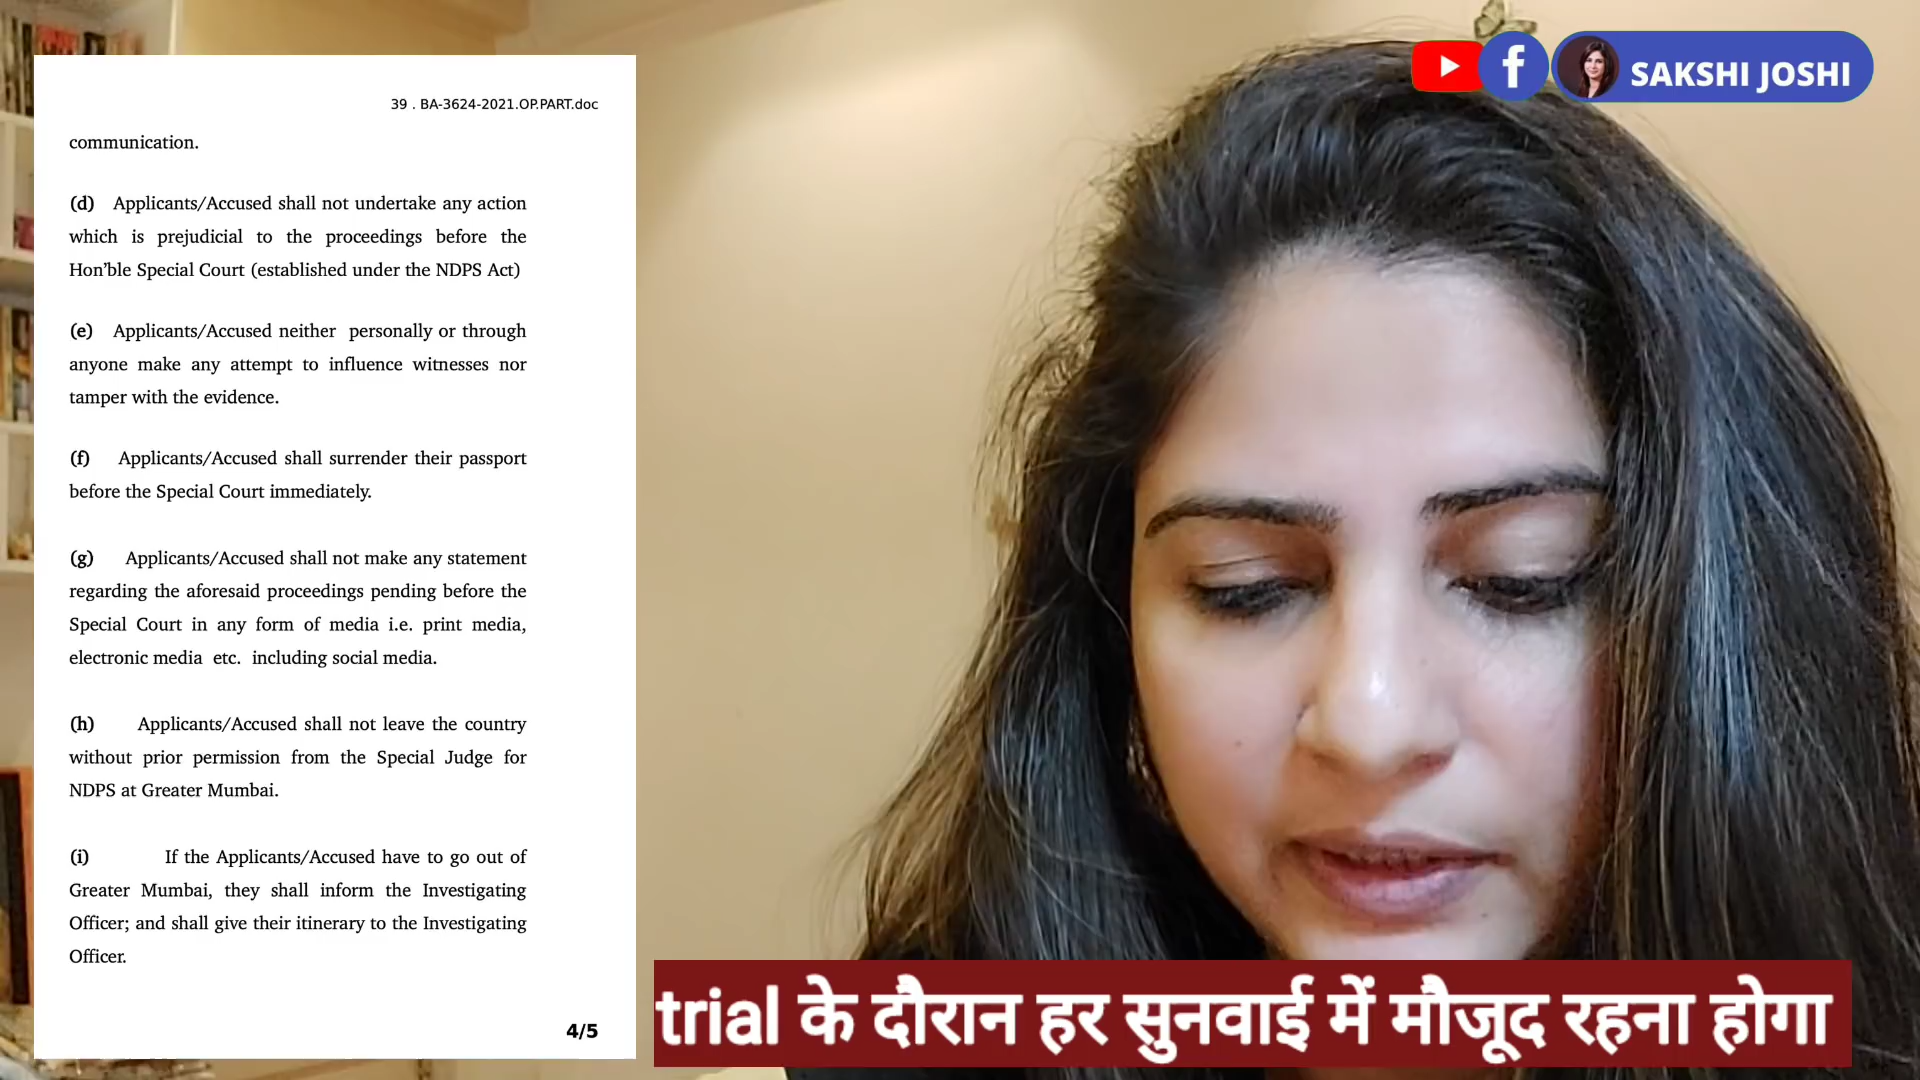 39 . BA-3624-2021.OP.PART.doc
communication.
(d) Applicants/Accused shall not undertake any action
which is prejudicial to the proceedings before the
Hon’ble Special Court (established under the NDPS Act)
(e) Applicants/Accused neither personally or through
anyone make any attempt to influence witnesses nor
tamper with the evidence.
(f) Applicants/Accused shall surrender their passport
before the Special Court immediately.
(g) Applicants/Accused shall not make any statement
regarding the aforesaid proceedings pending before the
Special Court in any form of media i.e. print media,
electronic media etc. including social media.
(h) Applicants/Accused shall not leave the country
without prior permission from the Special Judge for
NDPS at Greater Mumbai.
(i) If the Applicants/Accused have to go out of
Greater Mumbai, they shall inform the Investigating
Officer; and shall give their itinerary to the Investigating
Officer.
4/5
SAKSHI JOSHI
trial के दौरान हर सुनवाई में मौजूद रहना होगा